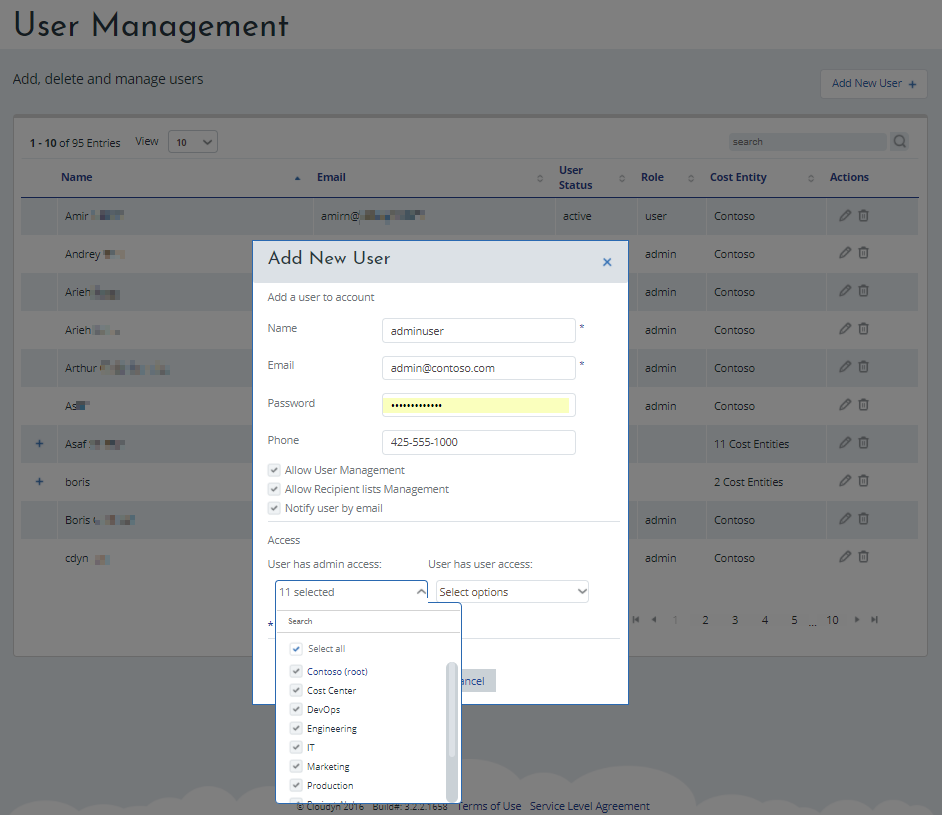 User Management
Add, delete and manage users
Add New User +
1 - 10 of 95 Entries View 10
search
Name Email User Status Role Cost Entity Actions
Amir amirn@ active user Contoso
Andrey admin Contoso
Arieh admin Contoso
Arieh admin Contoso
Arthur admin Contoso
As admin Contoso
+ Asaf 11 Cost Entities
+ boris 2 Cost Entities
Boris admin Contoso
cdyn admin Contoso
1 2 3 4 5 ... 10
Add New User ×
Add a user to account
Name adminuser *
Email admin@contoso.com *
Password •••••••••••••
Phone 425-555-1000
Allow User Management
Allow Recipient lists Management
Notify user by email
Access
User has admin access: User has user access:
11 selected Select options
*
Search
Select all
Contoso (root)
Cost Center
DevOps
Engineering
IT
Marketing
Production
© Cloudyn 2016 Build#: 3.2.2.1658 Terms of Use Service Level Agreement